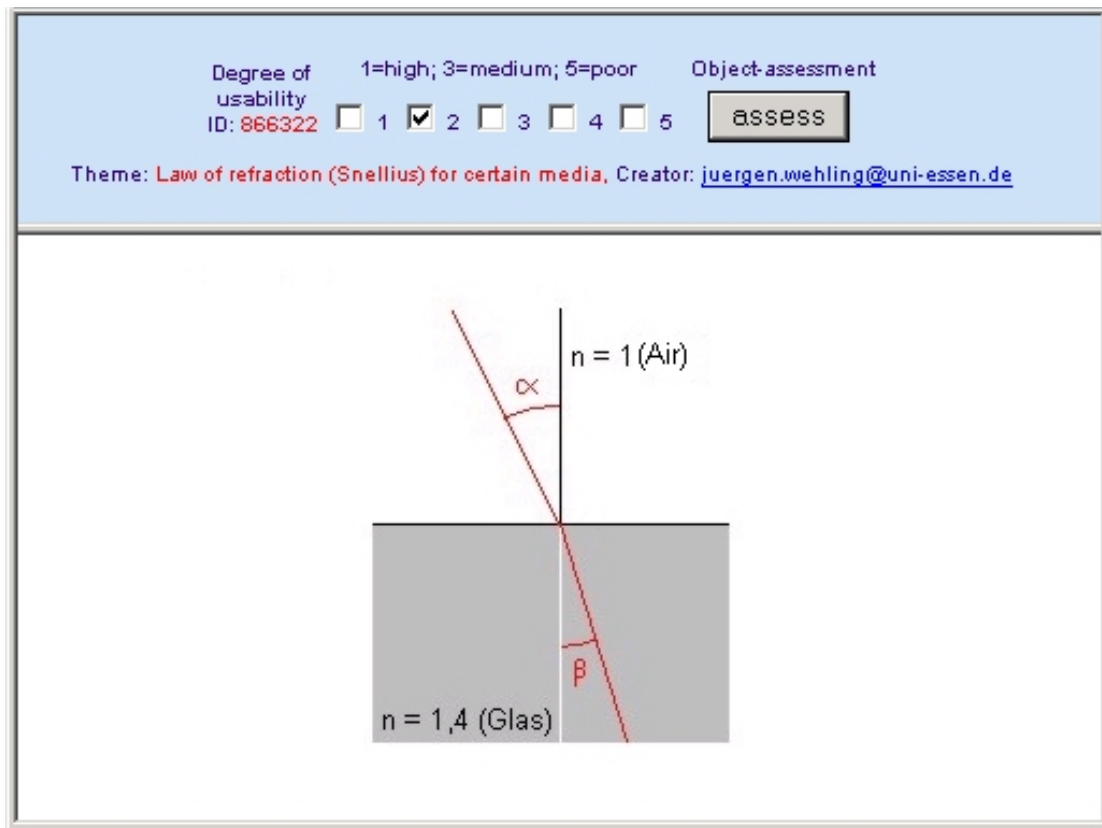 Degree of usability
ID: 866322
1=high; 3=medium; 5=poor
1 2 3 4 5
Object-assessment
assess
Theme: Law of refraction (Snellius) for certain media, Creator: juergen.wehling@uni-essen.de
n = 1 (Air)
α
β
n = 1,4 (Glas)